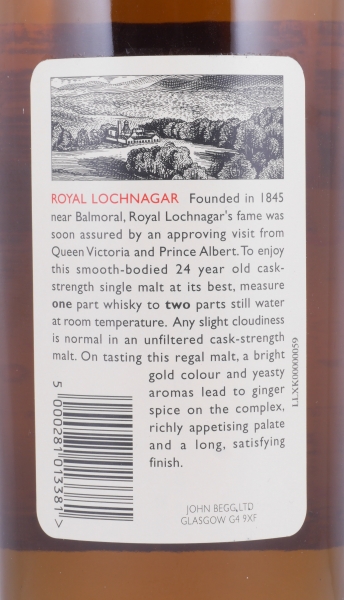 ROYAL LOCHNAGAR Founded in 1845
near Balmoral, Royal Lochnagar's fame was
soon assured by an approving visit from
Queen Victoria and Prince Albert. To enjoy
this smooth-bodied 24 year old cask-
strength single malt at its best, measure
one part whisky to two parts still water
at room temperature. Any slight cloudiness
is normal in an unfiltered cask-strength
malt. On tasting this regal malt, a bright
gold colour and yeasty
aromas lead to ginger
spice on the complex,
richly appetising palate
and a long, satisfying
finish.
LLXK00000059
5 000281 013381 >
JOHN BEGG, LTD
GLASGOW G4 9XF